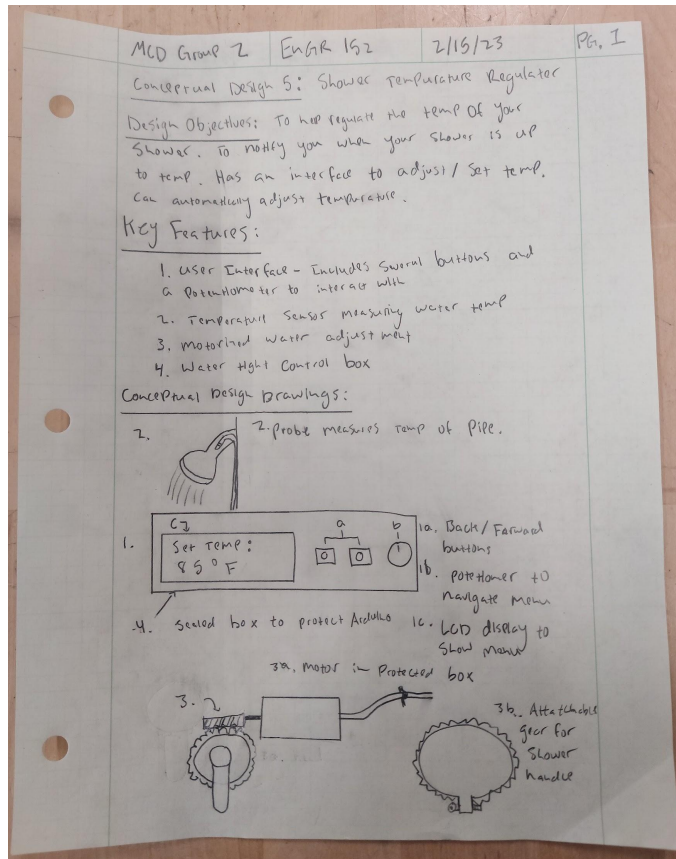 MCD Group 2 EnGR 152 2/15/23 PG. 1
Conceptual Design 5: Shower Tempurature Regulator
Design Objectives: To help regulate the temp of your
Shower. To notify you when your shower is up
to temp. Has an interface to adjust / set temp.
Can automatically adjust tempurature.
Key Features:
1. User Interface - Includes several buttons and
a Potentiometer to interact with
2. Temperature Sensor measuring water temp
3. Motorized water adjustment
4. Water tight control box
Conceptual Design Drawings:
2. 2. Probe measures temp of Pipe.
1. C a b 1a. Back / Forward
buttons
Set Temp:
85° F
1b. potetiomer to
navigate menu
4. Sealed box to protect Arduino 1c. LCD display to
show menu
3a. motor in Protected box
3. 3b. Attatchable
gear for
shower
handle